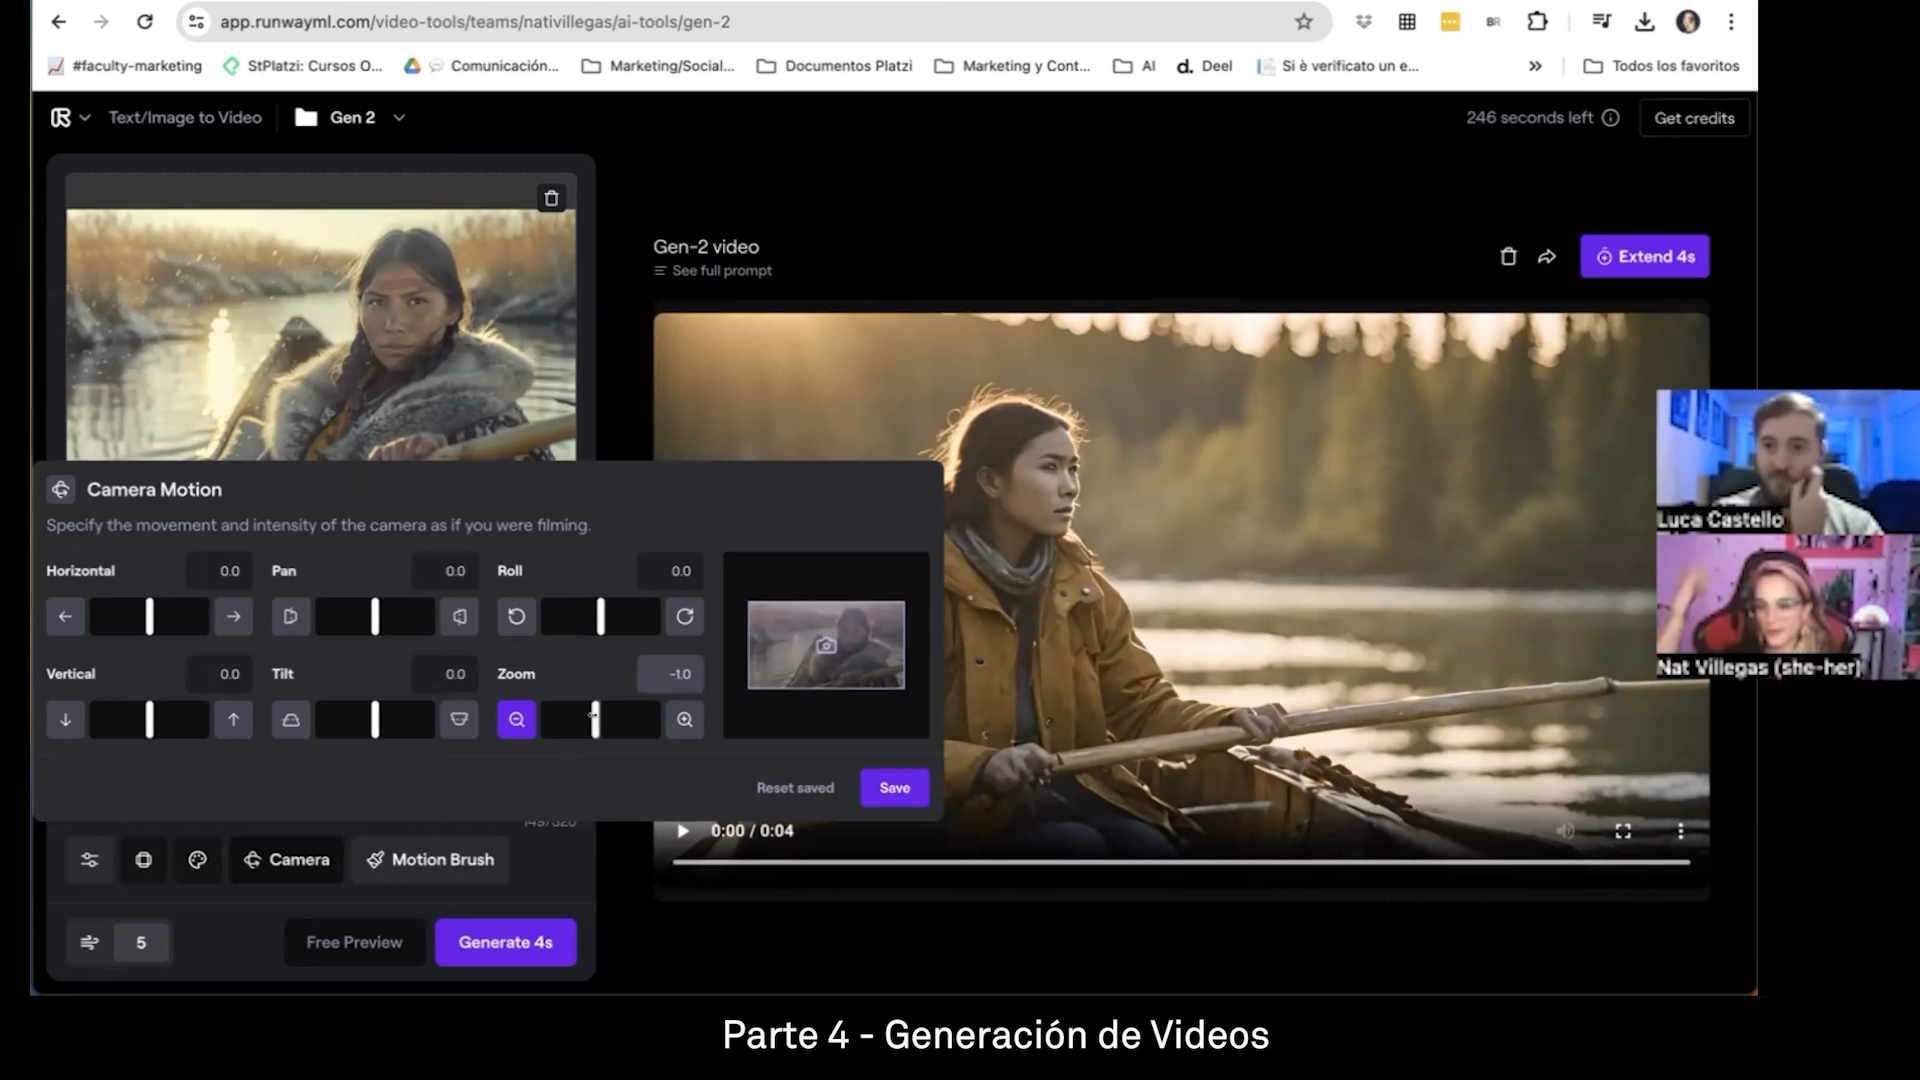 app.runwayml.com/video-tools/teams/nativillegas/ai-tools/gen-2
BR
#faculty-marketing
StPlatzi: Cursos O...
Comunicación...
Marketing/Social...
Documentos Platzi
Marketing y Cont...
AI
d. Deel
Si è verificato un e...
»
Todos los favoritos
Text/Image to Video
Gen 2
246 seconds left
Get credits
Gen-2 video
See full prompt
Extend 4s
Camera Motion
Specify the movement and intensity of the camera as if you were filming.
Horizontal 0.0 Pan 0.0 Roll 0.0
Vertical 0.0 Tilt 0.0 Zoom -1.0
Reset saved
Save
149/320
Camera
Motion Brush
5
Free Preview
Generate 4s
0:00 / 0:04
Luca Castello
Nat Villegas (she-her)
Parte 4 - Generación de Videos